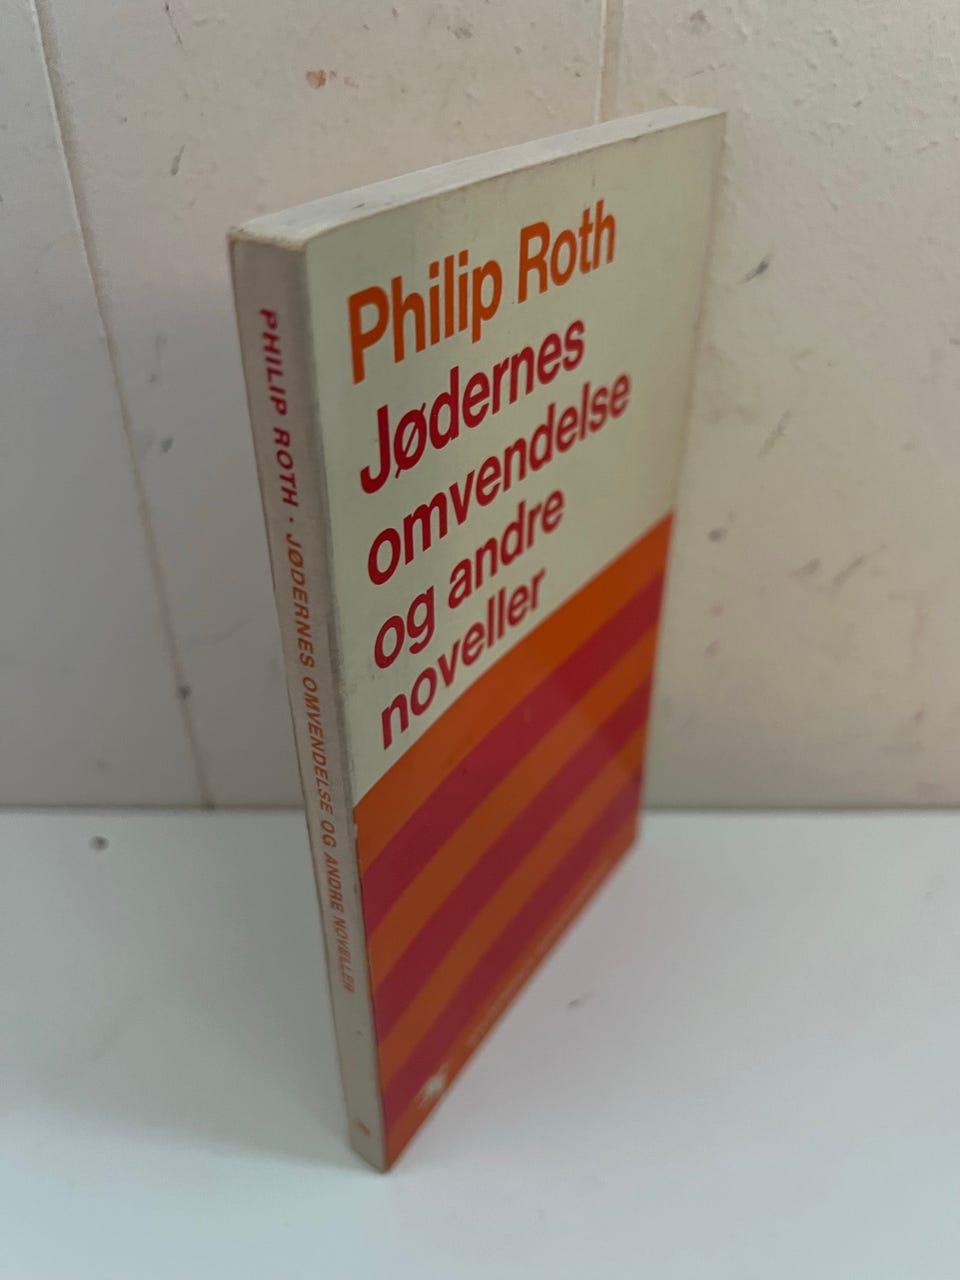 Philip Roth
Jødernes
omvendelse
og andre
noveller
PHILIP ROTH · JØDERNES OMVENDELSE OG ANDRE NOVELLER